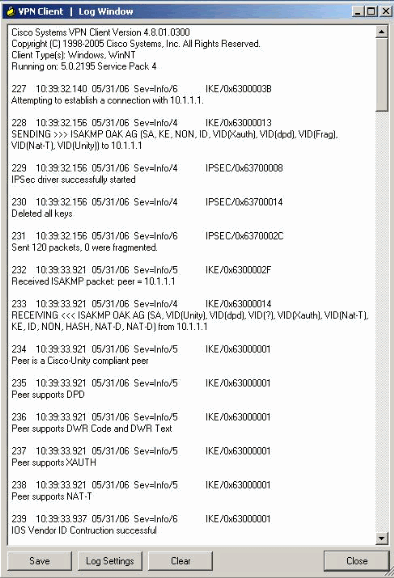 VPN Client | Log Window
Cisco Systems VPN Client Version 4.8.01.0300
Copyright (C) 1998-2005 Cisco Systems, Inc. All Rights Reserved.
Client Type(s): Windows, WinNT
Running on: 5.0.2195 Service Pack 4
227 10:39:32.140 05/31/06 Sev=Info/6 IKE/0x6300003B
Attempting to establish a connection with 10.1.1.1.
228 10:39:32.156 05/31/06 Sev=Info/4 IKE/0x63000013
SENDING >>> ISAKMP OAK AG (SA, KE, NON, ID, VID(Xauth), VID(dpd), VID(Frag),
VID(Nat-T), VID(Unity)) to 10.1.1.1
229 10:39:32.156 05/31/06 Sev=Info/4 IPSEC/0x63700008
IPSec driver successfully started
230 10:39:32.156 05/31/06 Sev=Info/4 IPSEC/0x63700014
Deleted all keys
231 10:39:32.156 05/31/06 Sev=Info/6 IPSEC/0x6370002C
Sent 120 packets, 0 were fragmented.
232 10:39:33.921 05/31/06 Sev=Info/5 IKE/0x6300002F
Received ISAKMP packet: peer = 10.1.1.1
233 10:39:33.921 05/31/06 Sev=Info/4 IKE/0x63000014
RECEIVING <<< ISAKMP OAK AG (SA, VID(Unity), VID(dpd), VID(?), VID(Xauth), VID(Nat-T),
KE, ID, NON, HASH, NAT-D, NAT-D) from 10.1.1.1
234 10:39:33.921 05/31/06 Sev=Info/5 IKE/0x63000001
Peer is a Cisco-Unity compliant peer
235 10:39:33.921 05/31/06 Sev=Info/5 IKE/0x63000001
Peer supports DPD
236 10:39:33.921 05/31/06 Sev=Info/5 IKE/0x63000001
Peer supports DWR Code and DWR Text
237 10:39:33.921 05/31/06 Sev=Info/5 IKE/0x63000001
Peer supports XAUTH
238 10:39:33.921 05/31/06 Sev=Info/5 IKE/0x63000001
Peer supports NAT-T
239 10:39:33.937 05/31/06 Sev=Info/6 IKE/0x63000001
IOS Vendor ID Contruction successful
Save Log Settings Clear Close